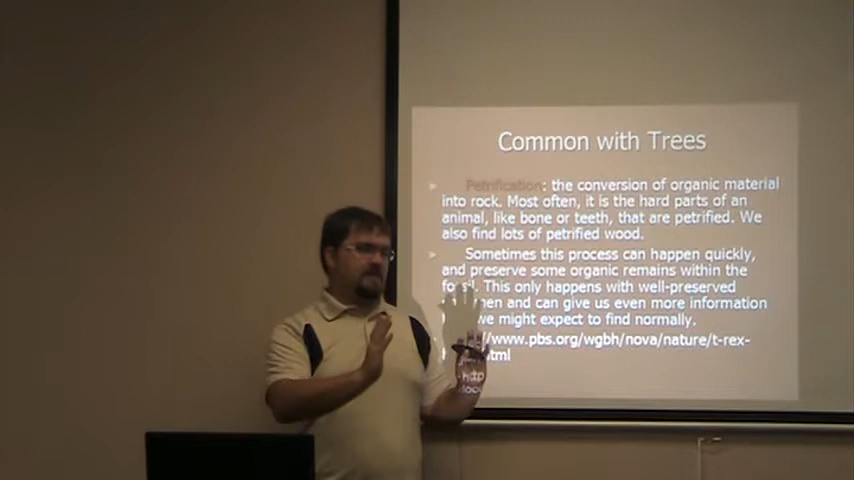 Common with Trees
Petrification: the conversion of organic material
into rock. Most often, it is the hard parts of an
animal, like bone or teeth, that are petrified. We
also find lots of petrified wood.
Sometimes this process can happen quickly,
and preserve some organic remains within the
fossil. This only happens with well-preserved
and can give us even more information
we might expect to find normally.
//www.pbs.org/wgbh/nova/nature/t-rex-
html
http